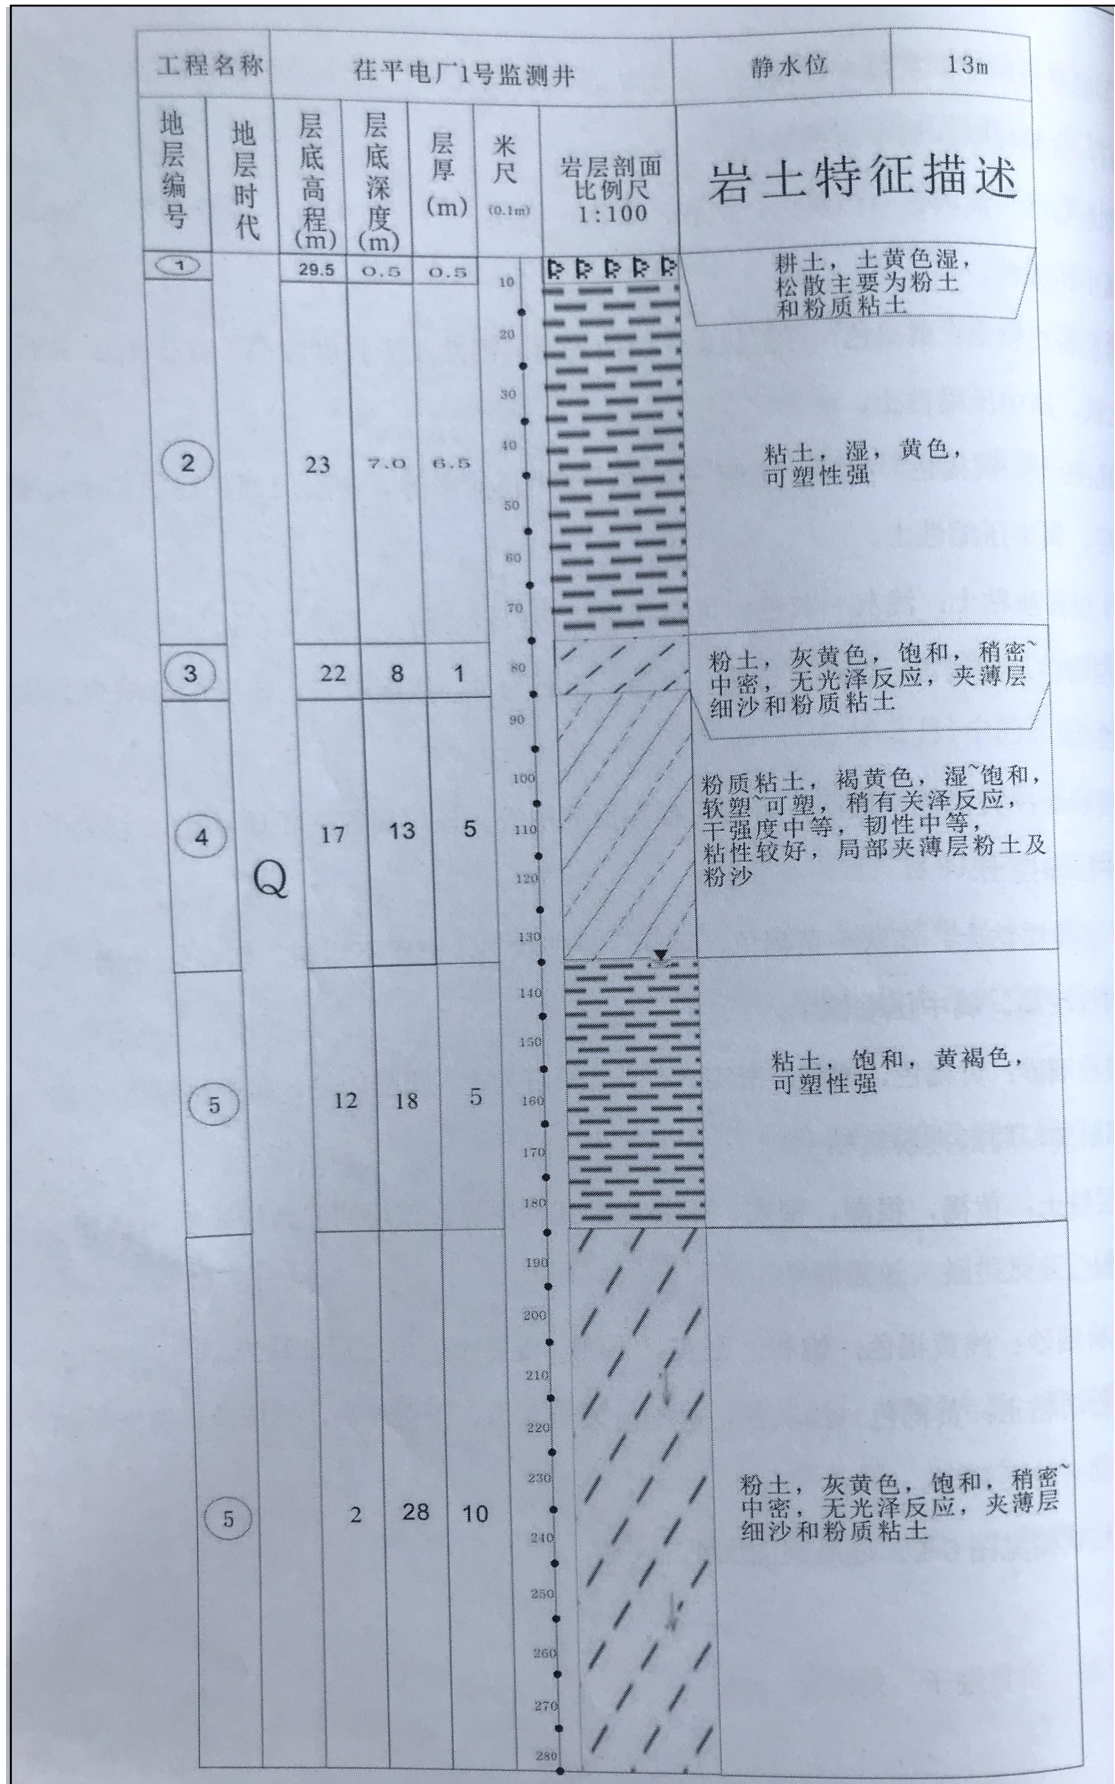 工程名称
茌平电厂1号监测井
静水位
13m
地层编号
地层时代
层底高程(m)
层底深度(m)
层厚(m)
米尺(0.1m)
岩层剖面
比例尺
1:100
岩土特征描述
1
29.5
0.5
0.5
耕土，土黄色湿，
松散主要为粉土
和粉质粘土
2
23
7.0
6.5
粘土，湿，黄色，
可塑性强
3
22
8
1
粉土，灰黄色，饱和，稍密~
中密，无光泽反应，夹薄层
细沙和粉质粘土
4
17
13
5
粉质粘土，褐黄色，湿~饱和，
软塑~可塑，稍有关泽反应，
干强度中等，韧性中等，
粘性较好，局部夹薄层粉土及
粉沙
Q
5
12
18
5
粘土，饱和，黄褐色，
可塑性强
5
2
28
10
粉土，灰黄色，饱和，稍密~
中密，无光泽反应，夹薄层
细沙和粉质粘土
10
20
30
40
50
60
70
80
90
100
110
120
130
140
150
160
170
180
190
200
210
220
230
240
250
260
270
280